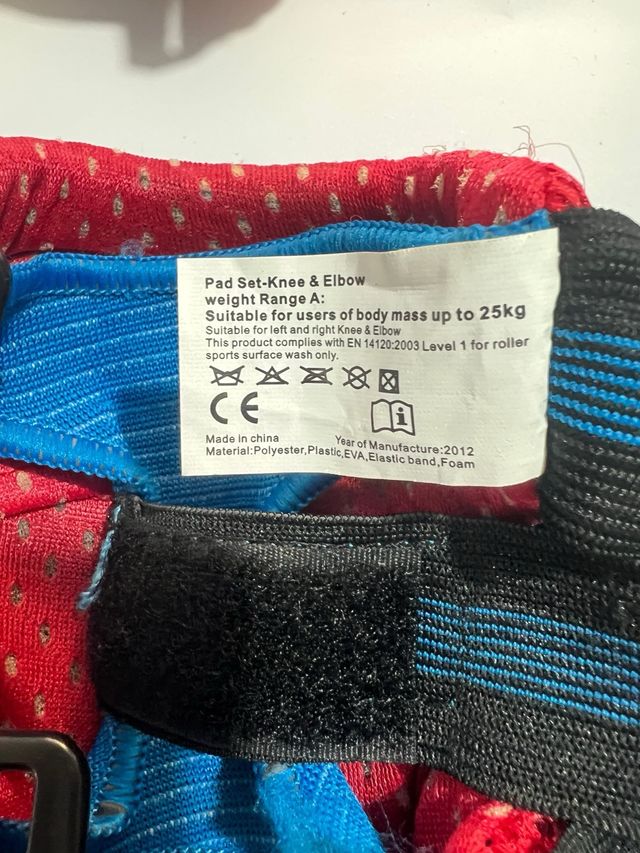 Pad Set-Knee & Elbow
weight Range A:
Suitable for users of body mass up to 25kg
Suitable for left and right Knee & Elbow
This product complies with EN 14120:2003 Level 1 for roller
sports surface wash only.
CE
Made in china Year of Manufacture:2012
Material:Polyester,Plastic,EVA,Elastic band,Foam